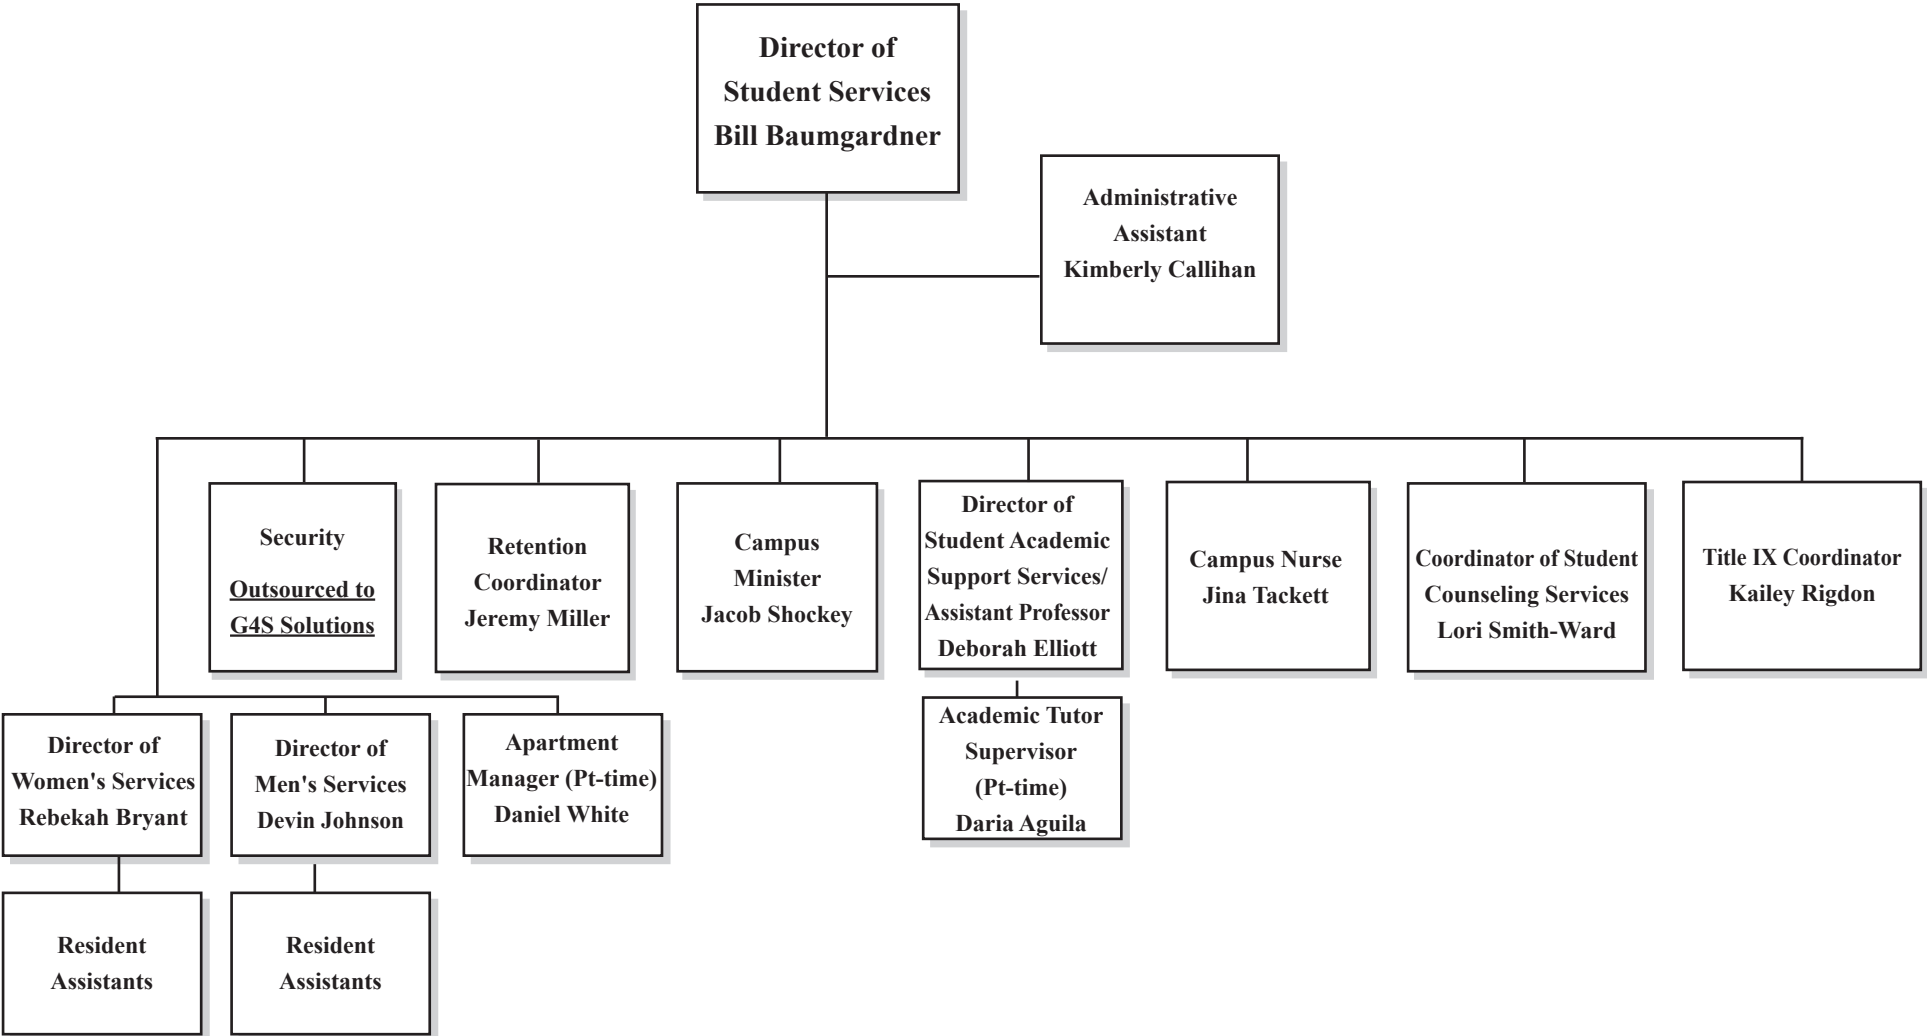 Director of
Student Services
Bill Baumgardner
Administrative
Assistant
Kimberly Callihan
Security
Outsourced to
G4S Solutions
Retention
Coordinator
Jeremy Miller
Campus
Minister
Jacob Shockey
Director of
Student Academic
Support Services/
Assistant Professor
Deborah Elliott
Campus Nurse
Jina Tackett
Coordinator of Student
Counseling Services
Lori Smith-Ward
Title IX Coordinator
Kailey Rigdon
Director of
Women's Services
Rebekah Bryant
Director of
Men's Services
Devin Johnson
Apartment
Manager (Pt-time)
Daniel White
Academic Tutor
Supervisor
(Pt-time)
Daria Aguila
Resident
Assistants
Resident
Assistants